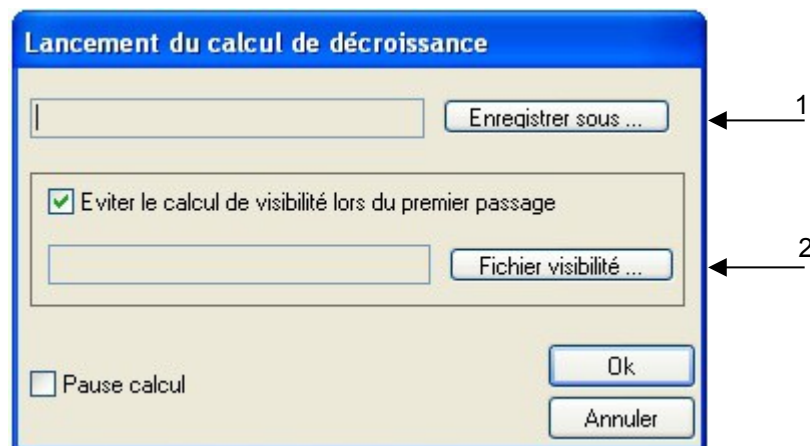 Lancement du calcul de décroissance
Enregistrer sous ...
1
Eviter le calcul de visibilité lors du premier passage
Fichier visibilité ...
2
Pause calcul
Ok
Annuler